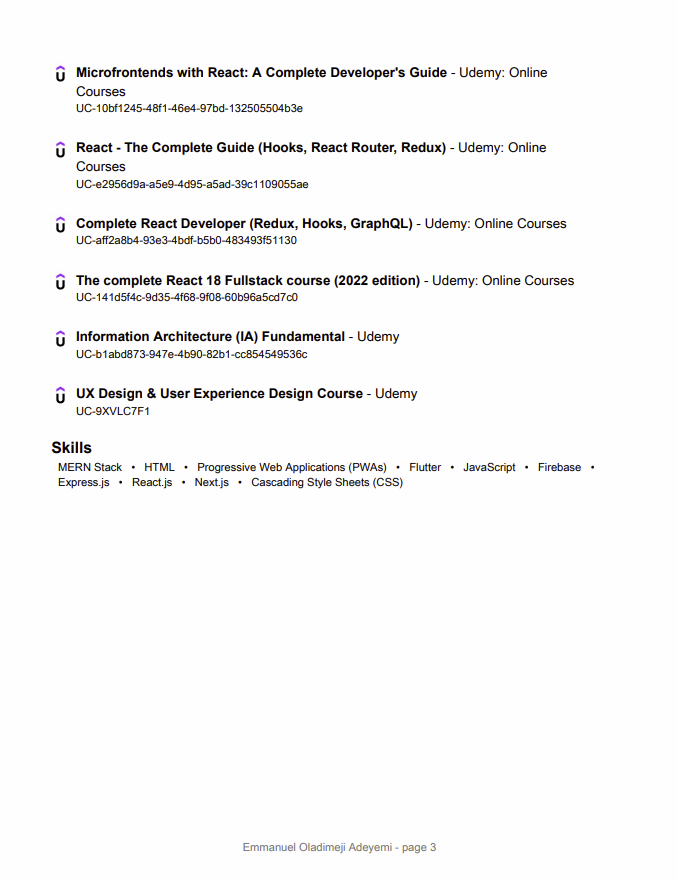 Microfrontends with React: A Complete Developer's Guide - Udemy: Online
Courses
UC-10bf1245-48f1-46e4-97bd-132505504b3e
React - The Complete Guide (Hooks, React Router, Redux) - Udemy: Online
Courses
UC-e2956d9a-a5e9-4d95-a5ad-39c1109055ae
Complete React Developer (Redux, Hooks, GraphQL) - Udemy: Online Courses
UC-aff2a8b4-93e3-4bdf-b5b0-483493f51130
The complete React 18 Fullstack course (2022 edition) - Udemy: Online Courses
UC-141d5f4c-9d35-4f68-9f08-60b96a5cd7c0
Information Architecture (IA) Fundamental - Udemy
UC-b1abd873-947e-4b90-82b1-cc854549536c
UX Design & User Experience Design Course - Udemy
UC-9XVLC7F1
Skills
MERN Stack • HTML • Progressive Web Applications (PWAs) • Flutter • JavaScript • Firebase •
Express.js • React.js • Next.js • Cascading Style Sheets (CSS)
Emmanuel Oladimeji Adeyemi - page 3